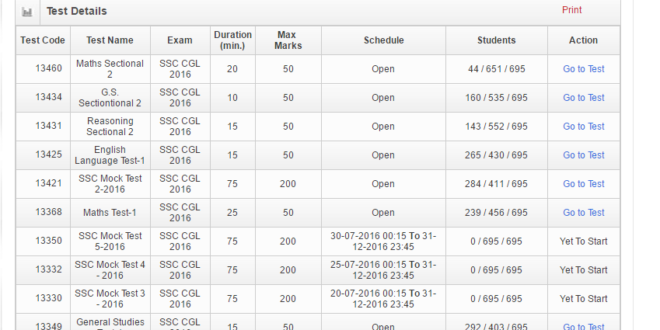 Test Details
Print
Test Code Test Name Exam Duration (min.) Max Marks Schedule Students Action
13460 Maths Sectional 2 SSC CGL 2016 20 50 Open 44 / 651 / 695 Go to Test
13434 G.S. Sectiontional 2 SSC CGL 2016 10 50 Open 160 / 535 / 695 Go to Test
13431 Reasoning Sectional 2 SSC CGL 2016 15 50 Open 143 / 552 / 695 Go to Test
13425 English Language Test-1 SSC CGL 2016 15 50 Open 265 / 430 / 695 Go to Test
13421 SSC Mock Test 2-2016 SSC CGL 2016 75 200 Open 284 / 411 / 695 Go to Test
13368 Maths Test-1 SSC CGL 2016 25 50 Open 239 / 456 / 695 Go to Test
13350 SSC Mock Test 5-2016 SSC CGL 2016 75 200 30-07-2016 00:15 To 31-12-2016 23:45 0 / 695 / 695 Yet To Start
13332 SSC Mock Test 4 - 2016 SSC CGL 2016 75 200 25-07-2016 00:15 To 31-12-2016 23:45 0 / 695 / 695 Yet To Start
13330 SSC Mock Test 3 - 2016 SSC CGL 2016 75 200 20-07-2016 00:15 To 31-12-2016 23:45 0 / 695 / 695 Yet To Start
13349 General Studies SSC CGL 15 50 Open 292 / 403 / 695 Go to Test